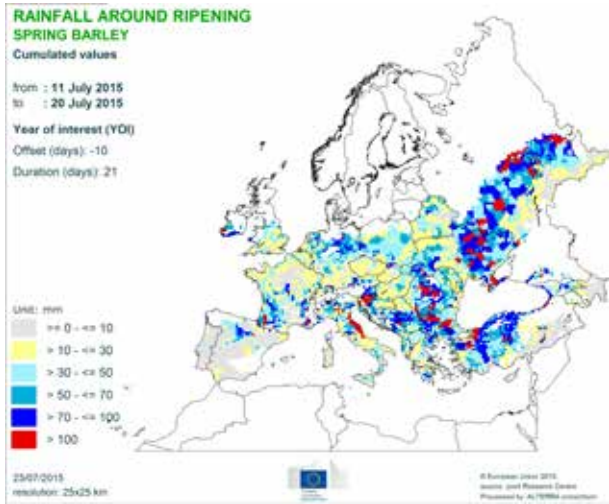 RAINFALL AROUND RIPENING
SPRING BARLEY
Cumulated values
from : 11 July 2015
to : 20 July 2015
Year of interest (YOI)
Offset (days): -10
Duration (days): 21
Unit: mm
>= 0 - <= 10
> 10 - <= 30
> 30 - <= 50
> 50 - <= 70
> 70 - <= 100
> 100
23/07/2015
resolution: 25x25 km
© European Union 2015
source: Joint Research Centre
Processed by: ALTERRA consortium